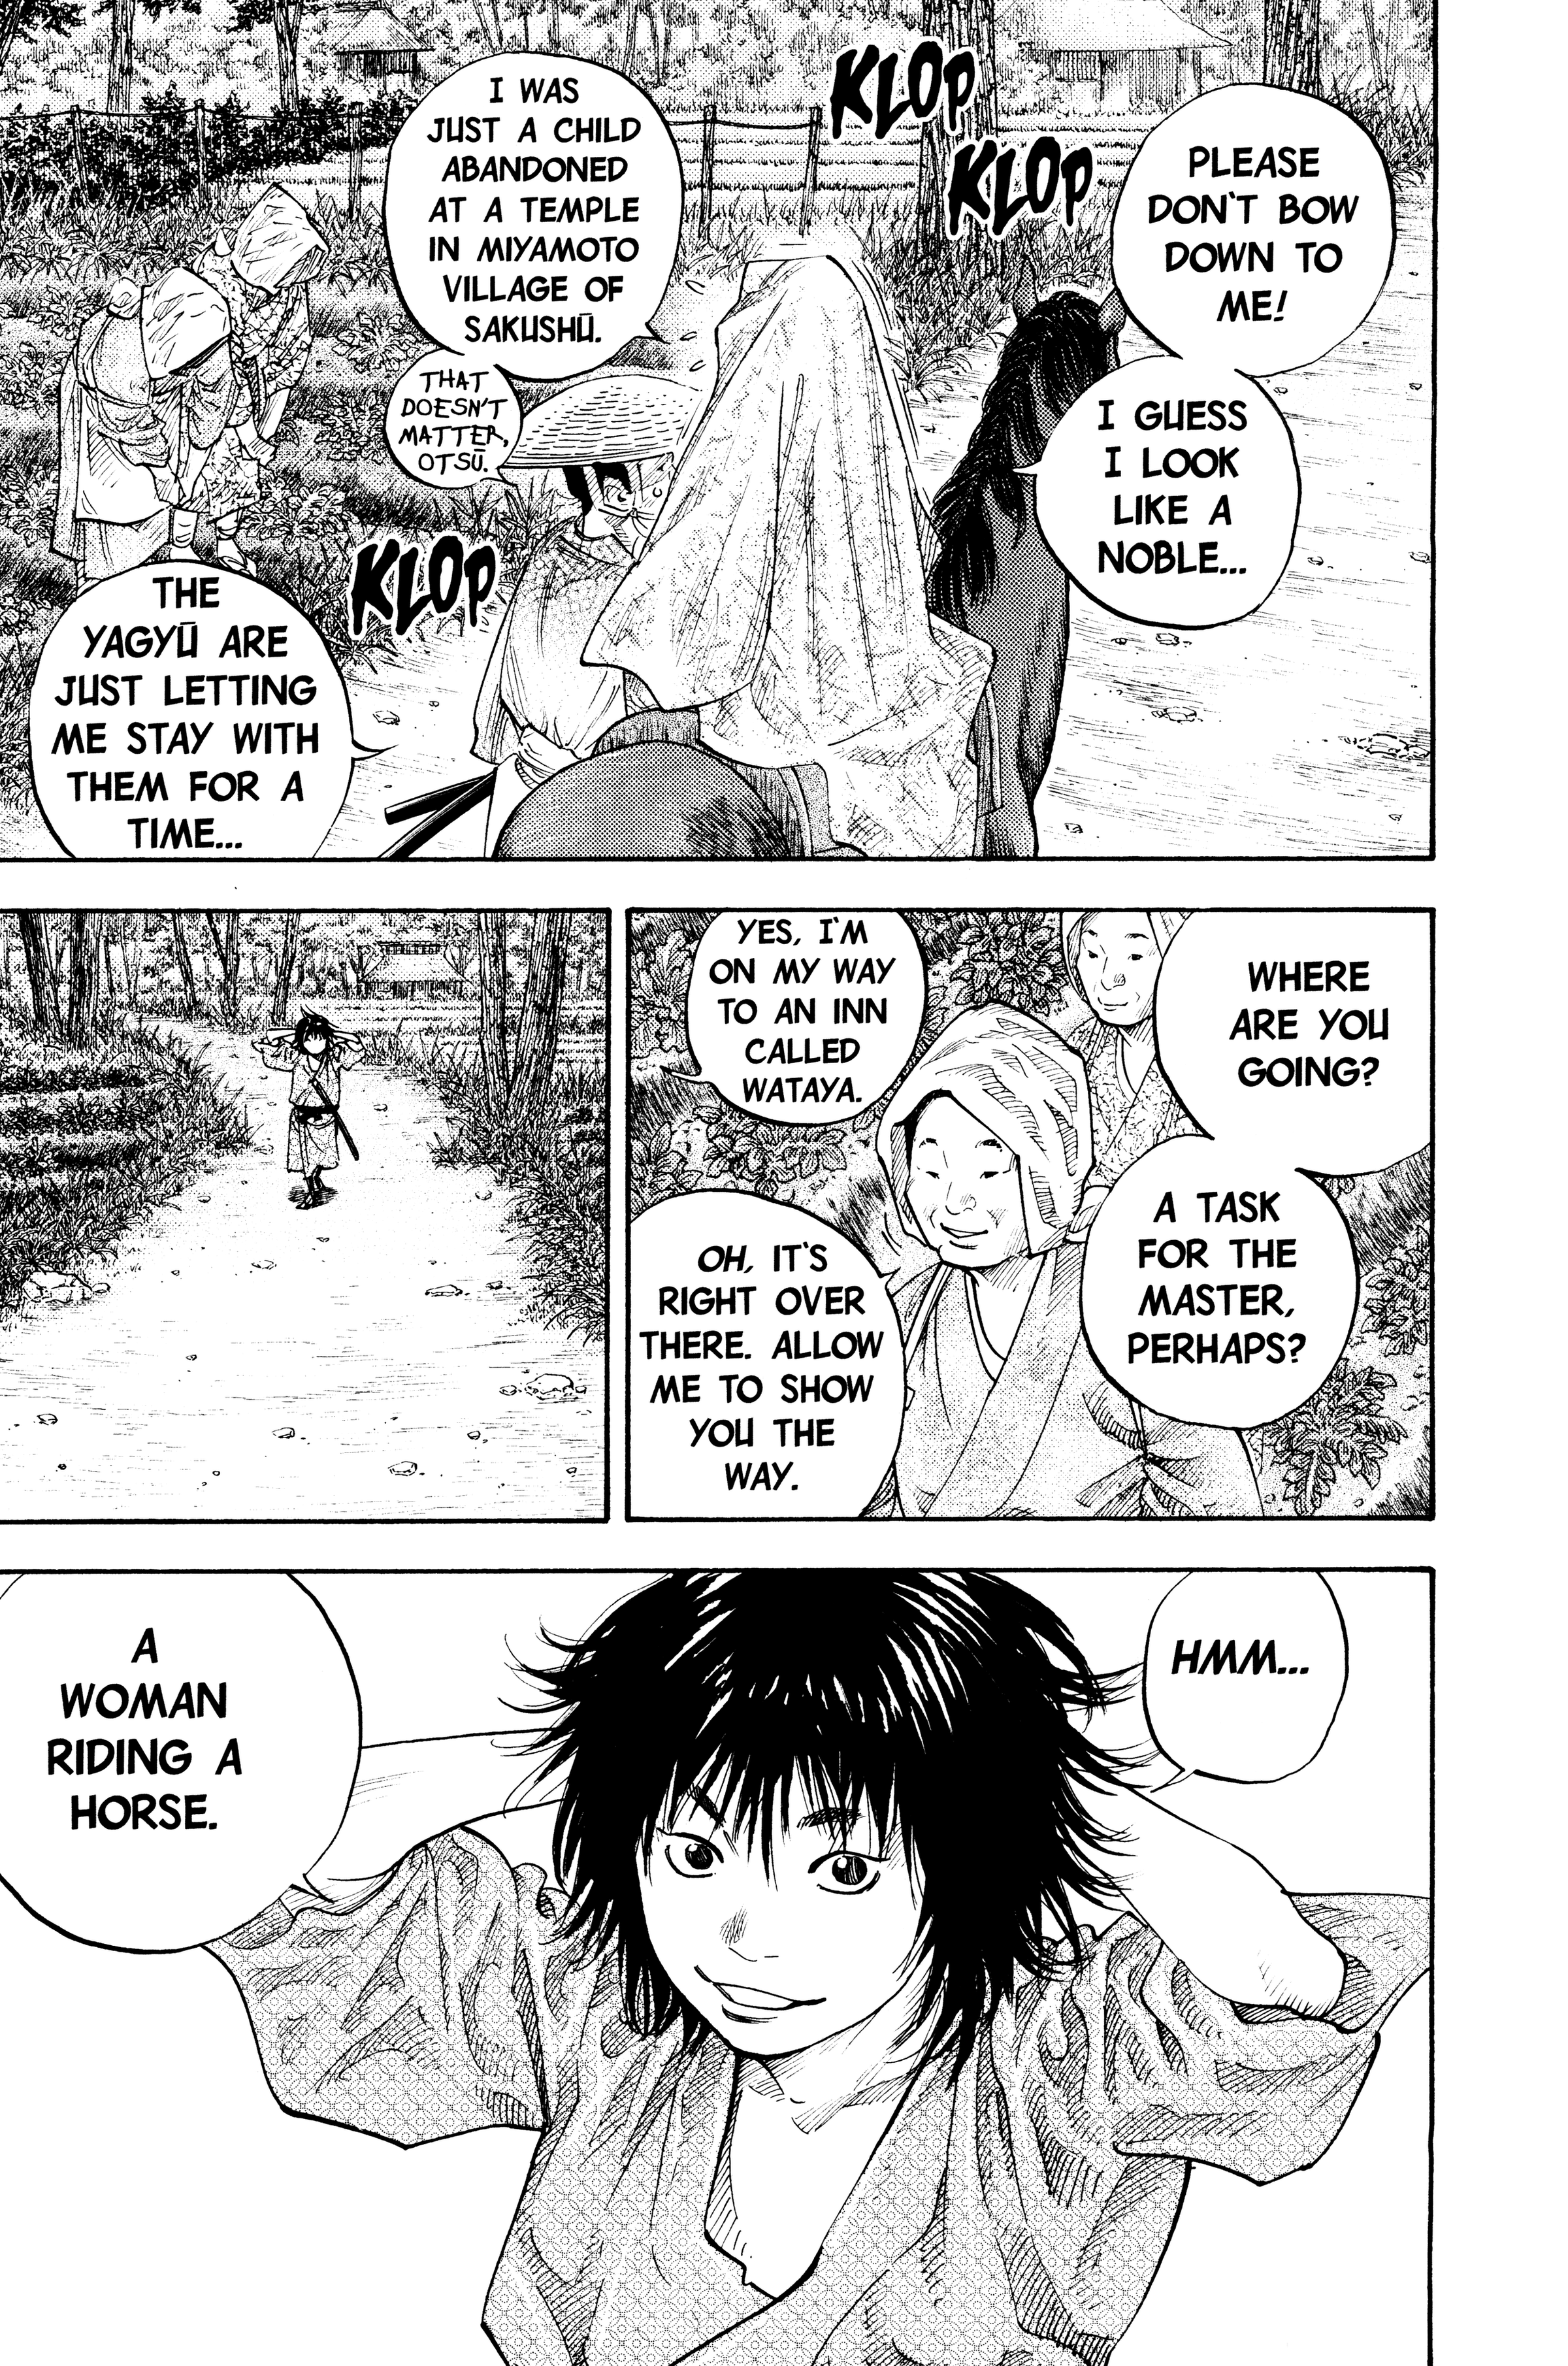 PLEASE
DON'T BOW
DOWN TO
ME!
I GUESS
I LOOK
LIKE A
NOBLE...
KLOP
KLOP
I WAS
JUST A CHILD
ABANDONED
AT A TEMPLE
IN MIYAMOTO
VILLAGE OF
SAKUSHŪ.
THAT
DOESN'T
MATTER,
OTSŪ.
KLOP
THE
YAGYŪ ARE
JUST LETTING
ME STAY WITH
THEM FOR A
TIME...
WHERE
ARE YOU
GOING?
A TASK
FOR THE
MASTER,
PERHAPS?
YES, I'M
ON MY WAY
TO AN INN
CALLED
WATAYA.
OH, IT'S
RIGHT OVER
THERE. ALLOW
ME TO SHOW
YOU THE
WAY.
HMM...
A
WOMAN
RIDING A
HORSE.